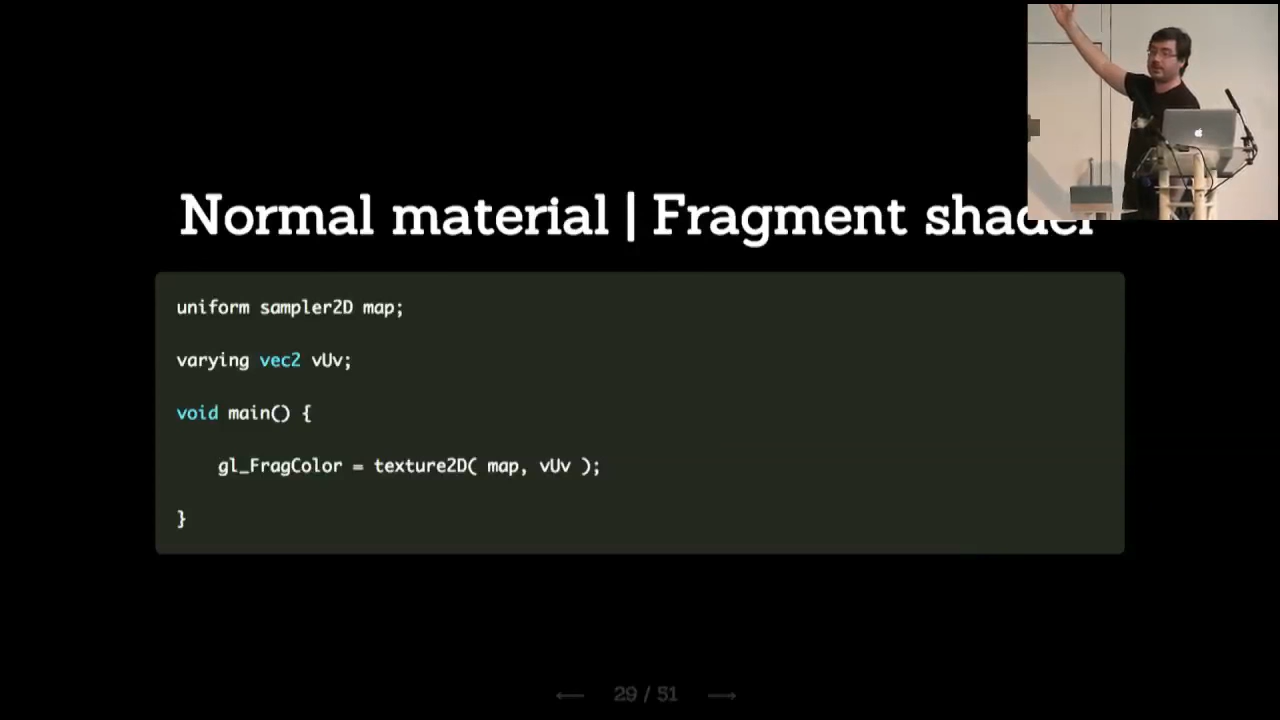 Normal material | Fragment shader
uniform sampler2D map;
varying vec2 vUv;
void main() {
gl_FragColor = texture2D( map, vUv );
}
29 / 51